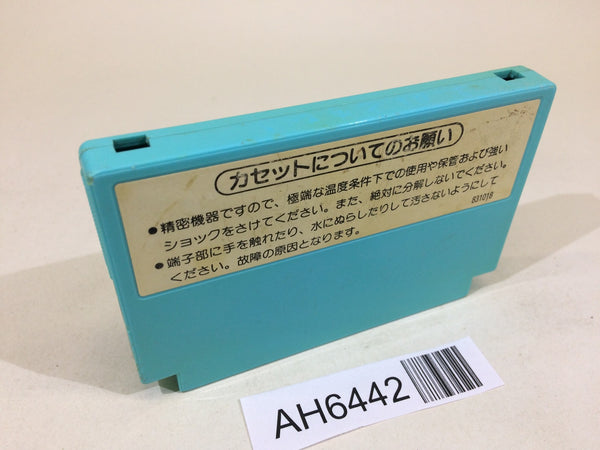 カセットについてのお願い
●精密機器ですので、極端な温度条件下での使用や保管および強い
ショックをさけてください。また、絶対に分解しないでください。
●端子部に手を触れたり、水にぬらしたりして汚さないようにして
ください。故障の原因となります。
831018
AH6442